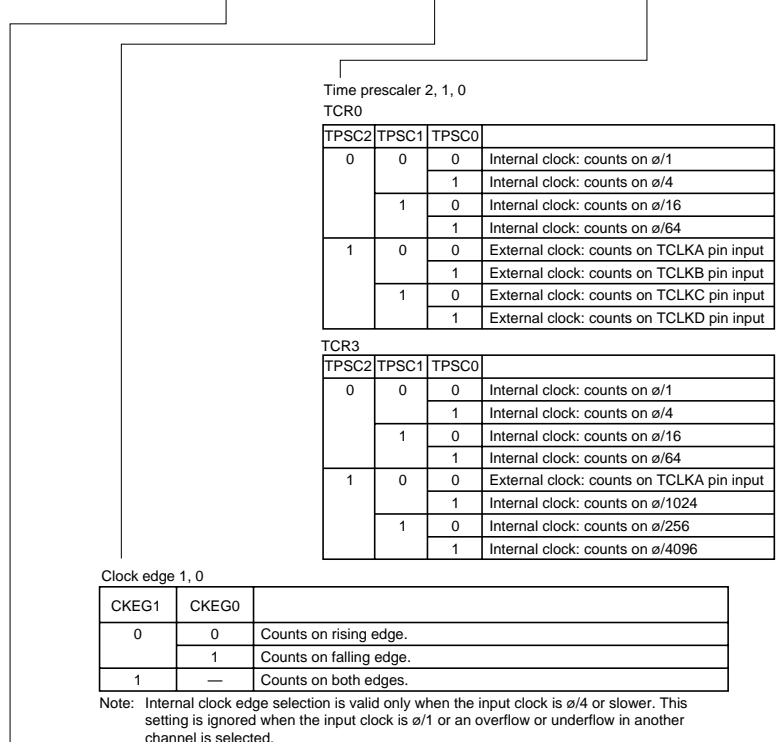 Time prescaler 2, 1, 0
TCR0
TPSC2 TPSC1 TPSC0
0 0 0 Internal clock: counts on ø/1
1 Internal clock: counts on ø/4
1 0 Internal clock: counts on ø/16
1 Internal clock: counts on ø/64
1 0 0 External clock: counts on TCLKA pin input
1 External clock: counts on TCLKB pin input
1 0 External clock: counts on TCLKC pin input
1 External clock: counts on TCLKD pin input
TCR3
TPSC2 TPSC1 TPSC0
0 0 0 Internal clock: counts on ø/1
1 Internal clock: counts on ø/4
1 0 Internal clock: counts on ø/16
1 Internal clock: counts on ø/64
1 0 0 External clock: counts on TCLKA pin input
1 Internal clock: counts on ø/1024
1 0 Internal clock: counts on ø/256
1 Internal clock: counts on ø/4096
Clock edge 1, 0
CKEG1 CKEG0
0 0 Counts on rising edge.
1 Counts on falling edge.
1 — Counts on both edges.
Note: Internal clock edge selection is valid only when the input clock is ø/4 or slower. This
setting is ignored when the input clock is ø/1 or an overflow or underflow in another
channel is selected.